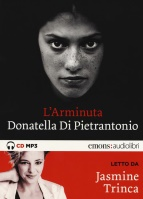 L'Arminuta
Donatella Di Pietrantonio
CD MP3
emons:audiolibri
LETTO DA
Jasmine
Trinca